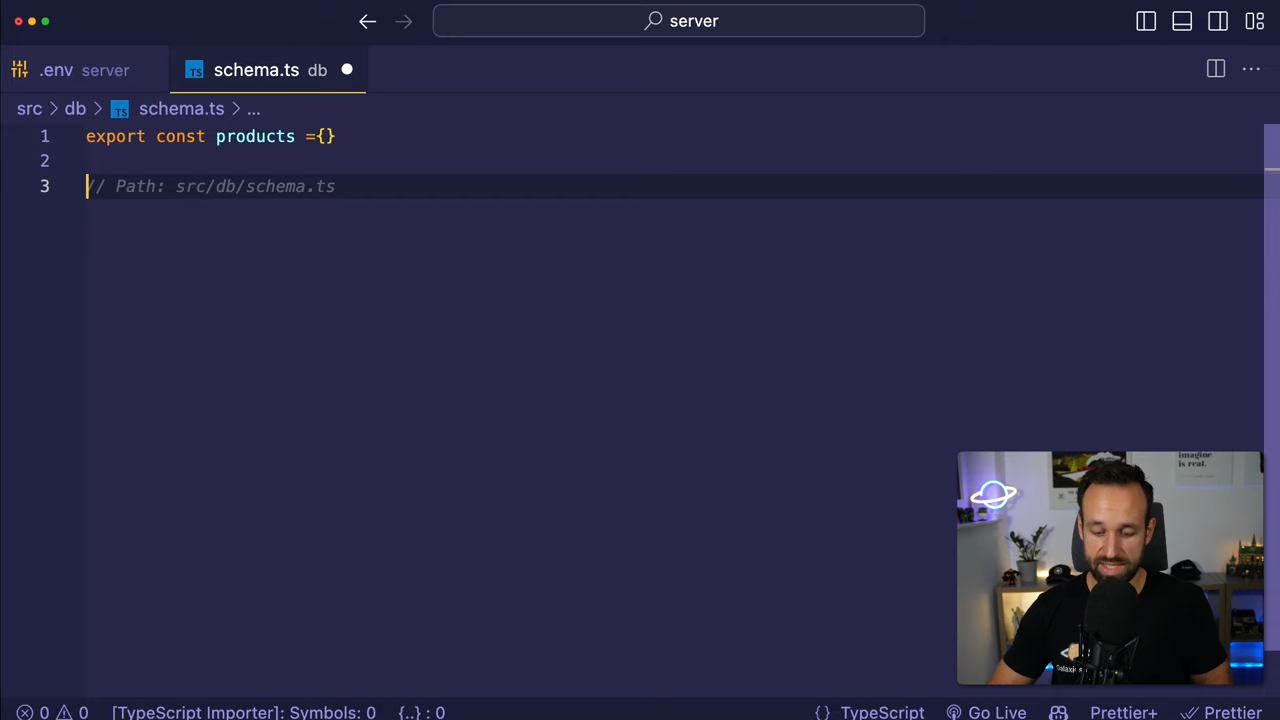 server
.env server
schema.ts db
src > db > TS schema.ts > ...
1 export const products ={}
2
3 // Path: src/db/schema.ts
imagine
is real.
0 0 [TypeScript Importer]: Symbols: 0 {..} : 0 {} TypeScript Go Live Prettier+ Prettier